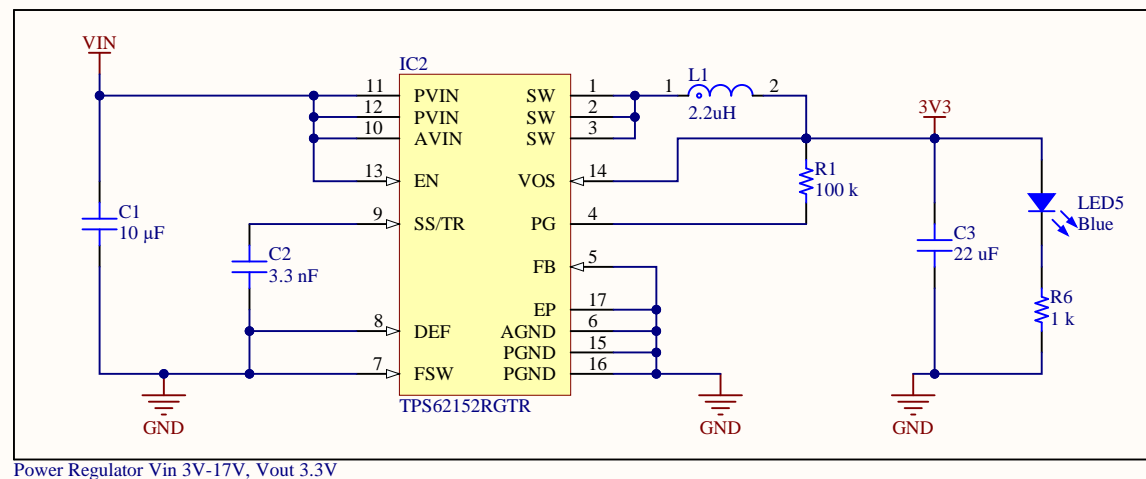 VIN
IC2
11 PVIN SW 1
12 PVIN SW 2
10 AVIN SW 3
1 L1 2
2.2uH
3V3
13 EN VOS 14
R1
100 k
9 SS/TR PG 4
C1
10 µF
C2
3.3 nF
FB 5
LED5
Blue
C3
22 uF
EP 17
R6
1 k
8 DEF AGND 6
PGND 15
7 FSW PGND 16
TPS62152RGTR
GND
GND
GND
Power Regulator Vin 3V-17V, Vout 3.3V